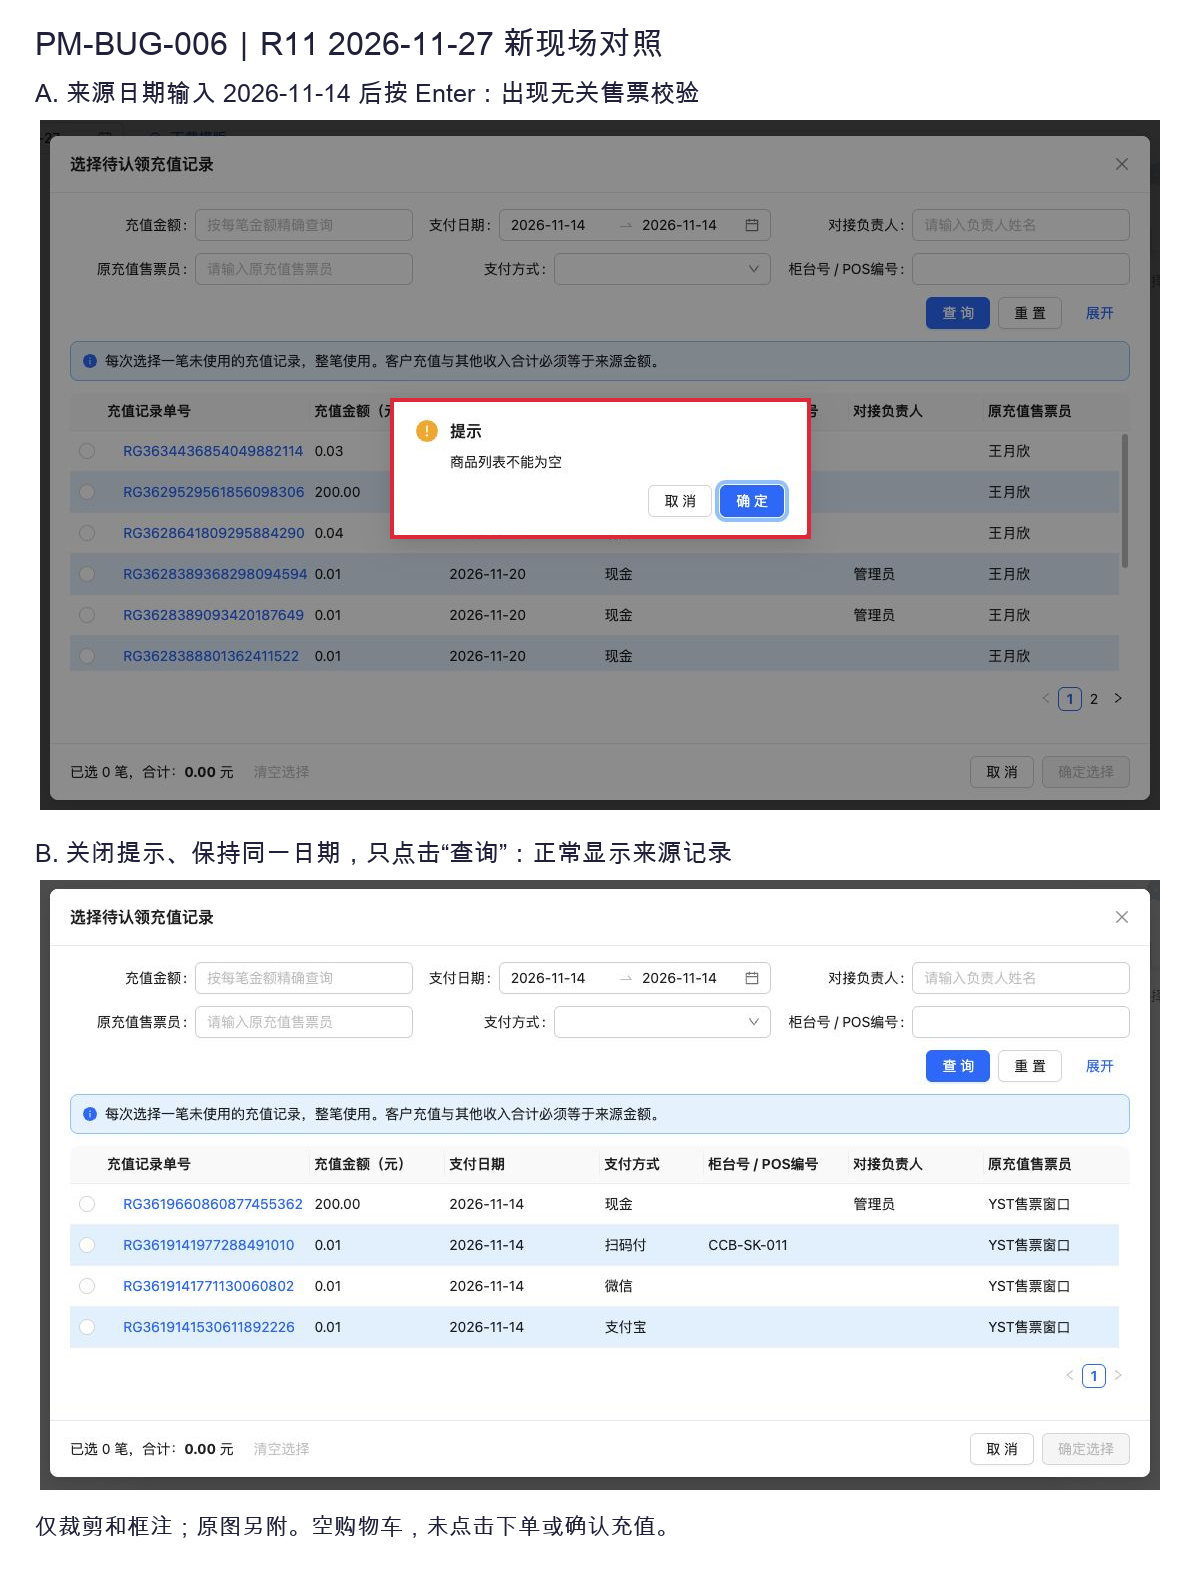 PM-BUG-006 | R11 2026-11-27 新现场对照
A. 来源日期输入 2026-11-14 后按 Enter：出现无关售票校验
选择待认领充值记录
充值金额： 按每笔金额精确查询 支付日期： 2026-11-14 → 2026-11-14 对接负责人： 请输入负责人姓名
原充值售票员： 请输入原充值售票员 支付方式： 柜台号 / POS编号：
查询 重置 展开
每次选择一笔未使用的充值记录，整笔使用。客户充值与其他收入合计必须等于来源金额。
充值记录单号 充值金额（元 号 对接负责人 原充值售票员
提示
商品列表不能为空
取消 确定
RG3634436854049882114 0.03 王月欣
RG3629529561856098306 200.00 王月欣
RG3628641809295884290 0.04 王月欣
RG3628389368298094594 0.01 2026-11-20 现金 管理员 王月欣
RG3628389093420187649 0.01 2026-11-20 现金 管理员 王月欣
RG3628388801362411522 0.01 2026-11-20 现金 王月欣
< 1 2 >
已选 0 笔，合计：0.00 元 清空选择 取消 确定选择
B. 关闭提示、保持同一日期，只点击“查询”：正常显示来源记录
选择待认领充值记录
充值金额： 按每笔金额精确查询 支付日期： 2026-11-14 → 2026-11-14 对接负责人： 请输入负责人姓名
原充值售票员： 请输入原充值售票员 支付方式： 柜台号 / POS编号：
查询 重置 展开
每次选择一笔未使用的充值记录，整笔使用。客户充值与其他收入合计必须等于来源金额。
充值记录单号 充值金额（元） 支付日期 支付方式 柜台号 / POS编号 对接负责人 原充值售票员
RG3619660860877455362 200.00 2026-11-14 现金 管理员 YST售票窗口
RG3619141977288491010 0.01 2026-11-14 扫码付 CCB-SK-011 YST售票窗口
RG3619141771130060802 0.01 2026-11-14 微信 YST售票窗口
RG3619141530611892226 0.01 2026-11-14 支付宝 YST售票窗口
< 1 >
已选 0 笔，合计：0.00 元 清空选择 取消 确定选择
仅裁剪和框注；原图另附。空购物车，未点击下单或确认充值。